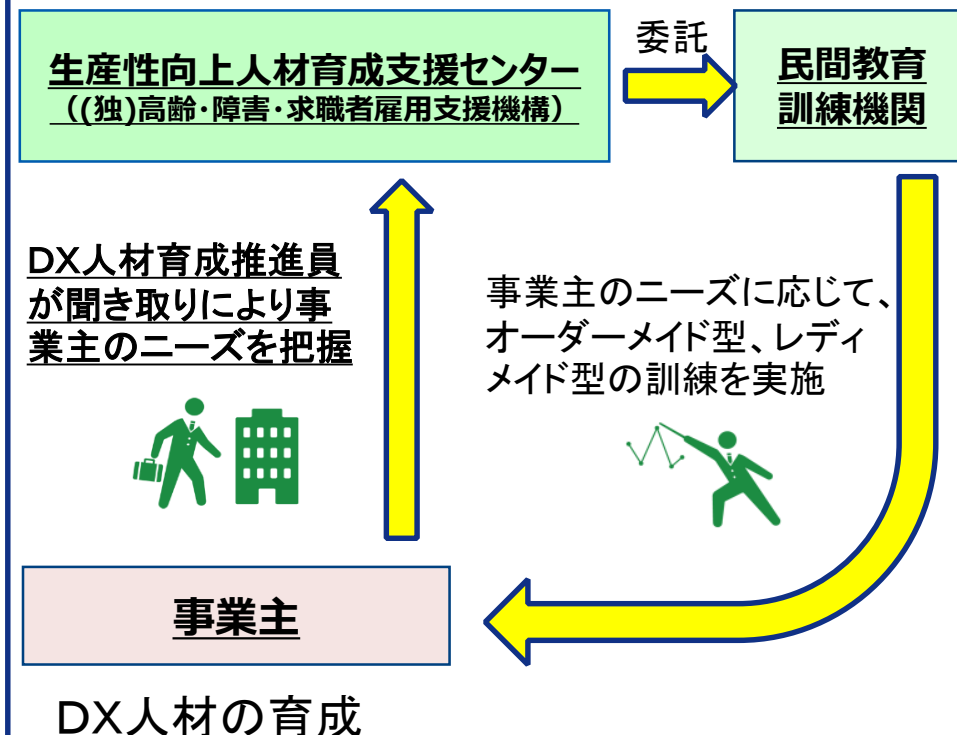 生産性向上人材育成支援センター
（(独)高齢・障害・求職者雇用支援機構）
委託
民間教育
訓練機関
DX人材育成推進員
が聞き取りにより事
業主のニーズを把握
事業主のニーズに応じて、
オーダーメイド型、レディ
メイド型の訓練を実施
事業主
DX人材の育成